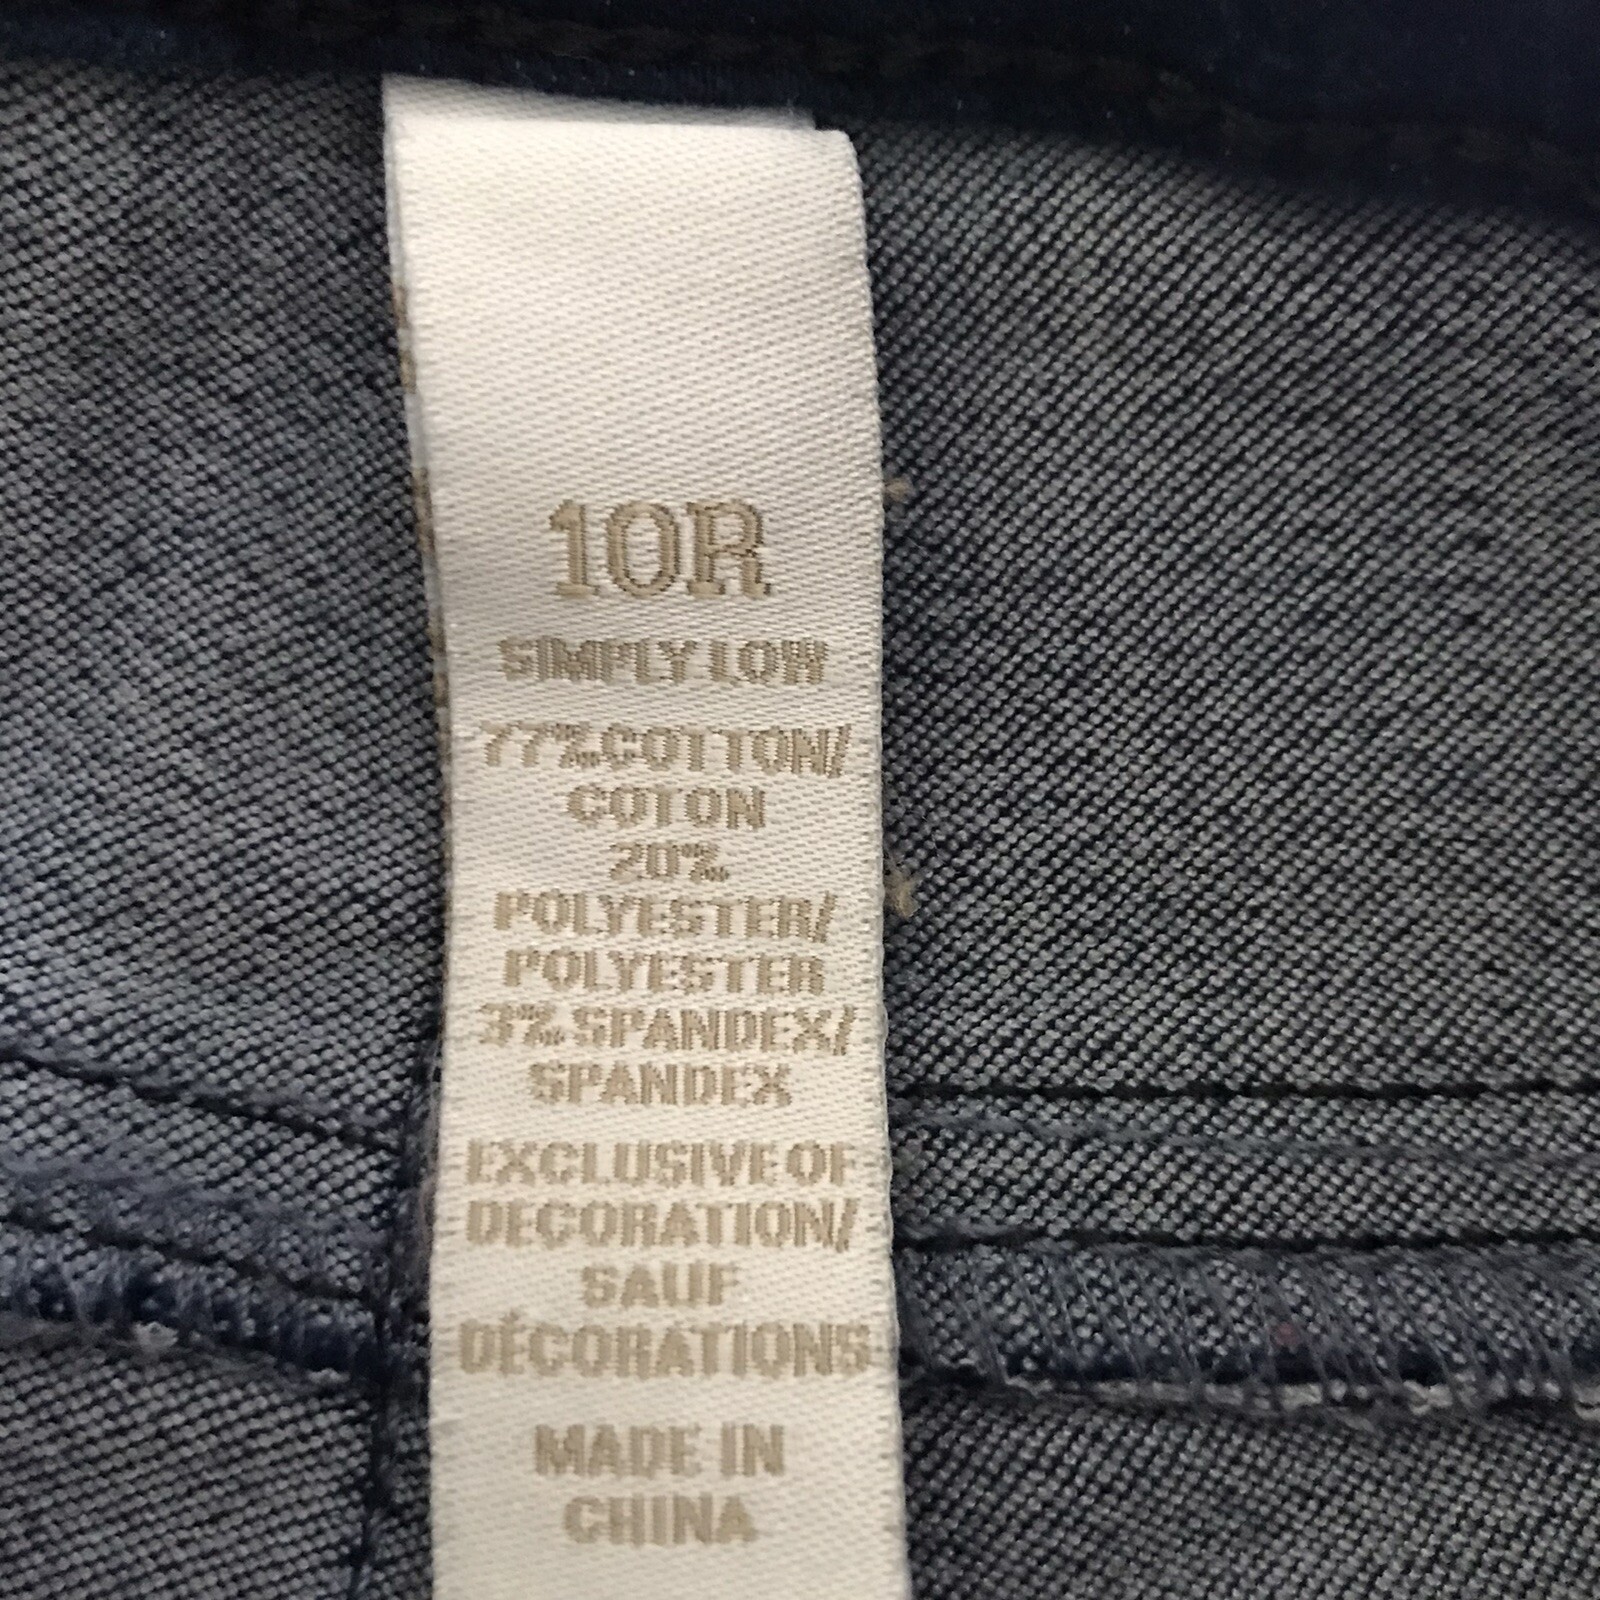 10R
SIMPLY LOW
77%COTTON/
COTON
20%
POLYESTER/
POLYESTER
3% SPANDEX/
SPANDEX
EXCLUSIVE OF
DECORATION/
SAUF
DÉCORATIONS
MADE IN
CHINA